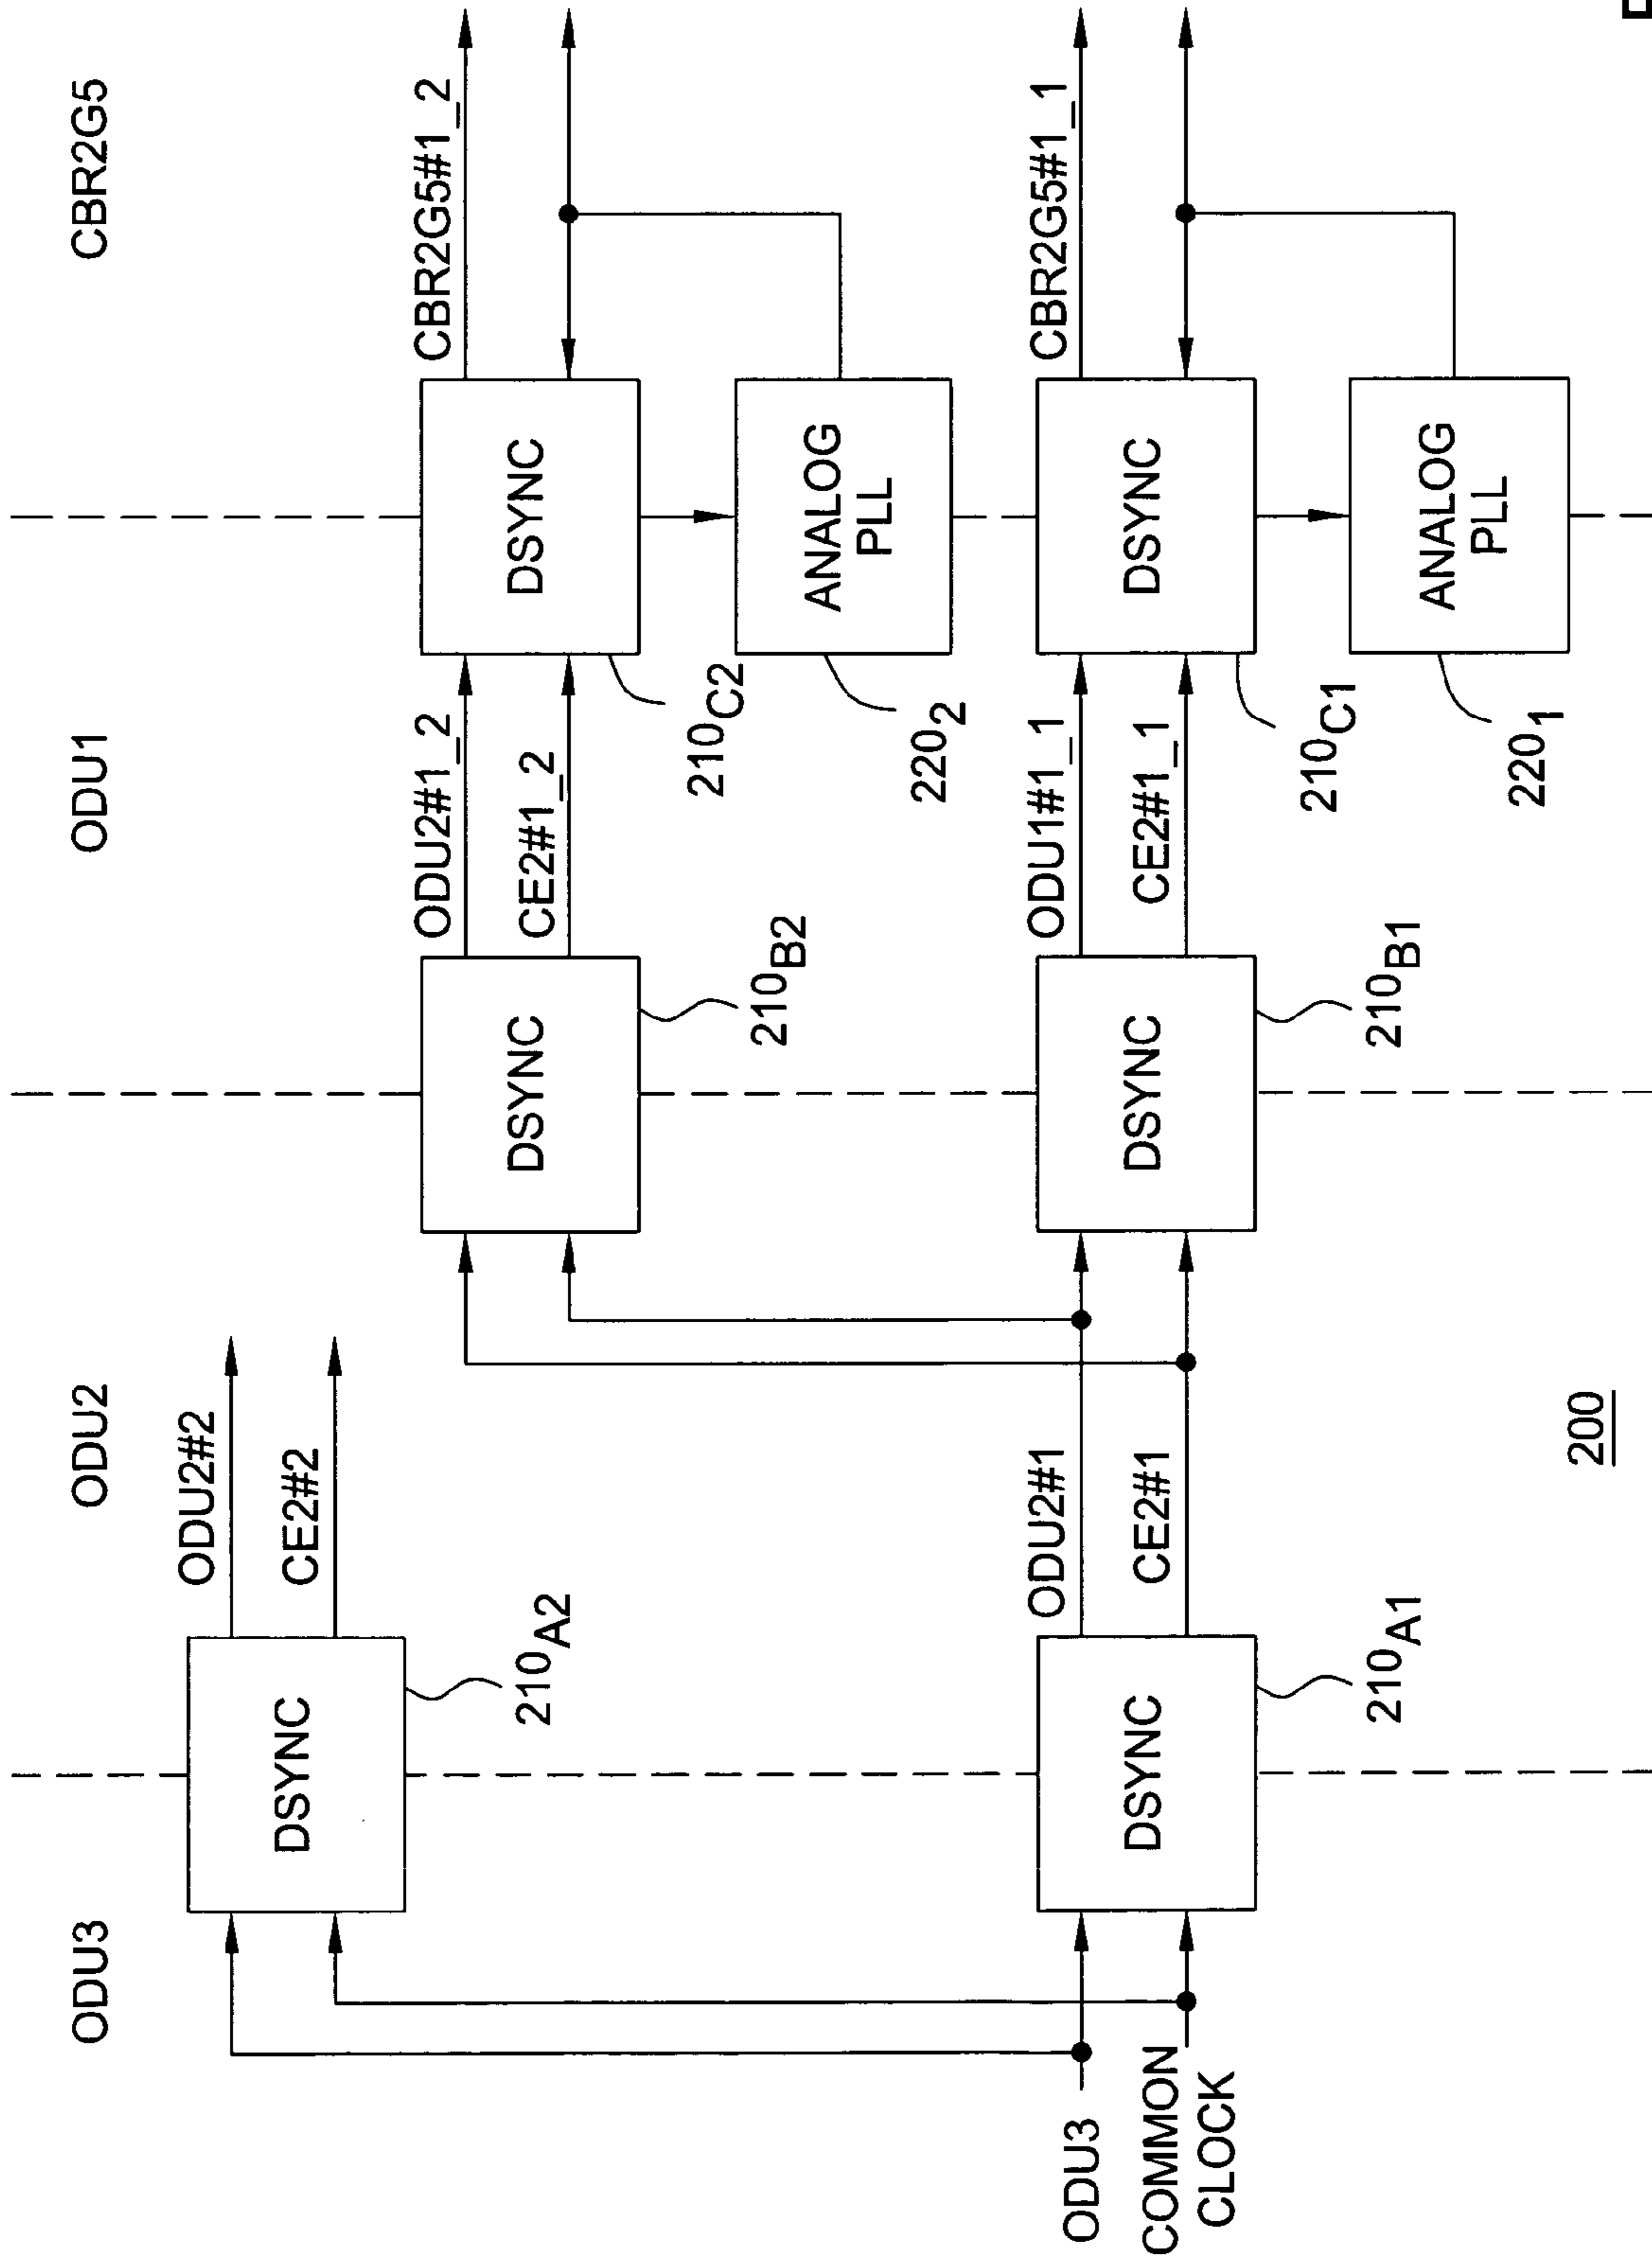 ODU3
ODU2
ODU1
CBR2G5
ODU2#2
CE2#2
DSYNC
210A2
ODU2#1_2
CE2#1_2
CBR2G5#1_2
DSYNC
DSYNC
210B2
210C2
ANALOG
PLL
2202
ODU3
COMMON
CLOCK
ODU2#1
CE2#1
ODU1#1_1
CE2#1_1
CBR2G5#1_1
DSYNC
DSYNC
DSYNC
210A1
210B1
210C1
ANALOG
PLL
2201
200